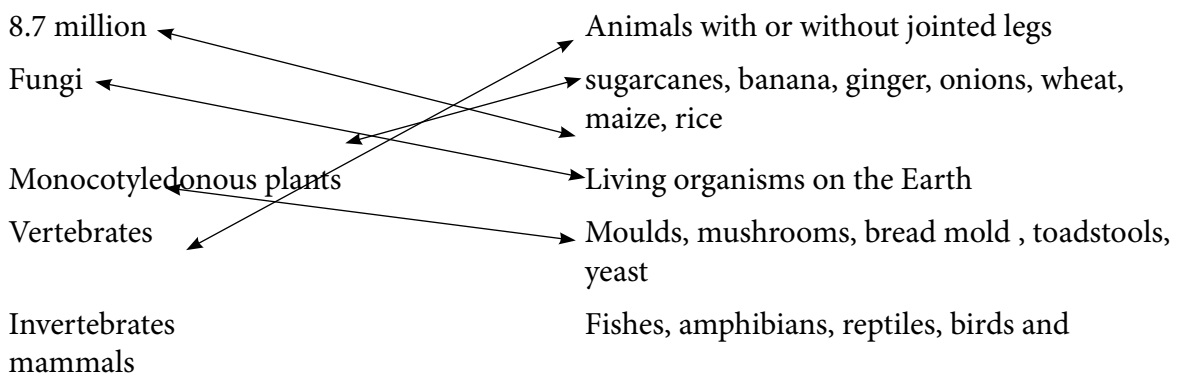 8.7 million Animals with or without jointed legs
Fungi sugarcanes, banana, ginger, onions, wheat,
maize, rice
Monocotyledonous plants Living organisms on the Earth
Vertebrates Moulds, mushrooms, bread mold , toadstools,
yeast
Invertebrates Fishes, amphibians, reptiles, birds and
mammals